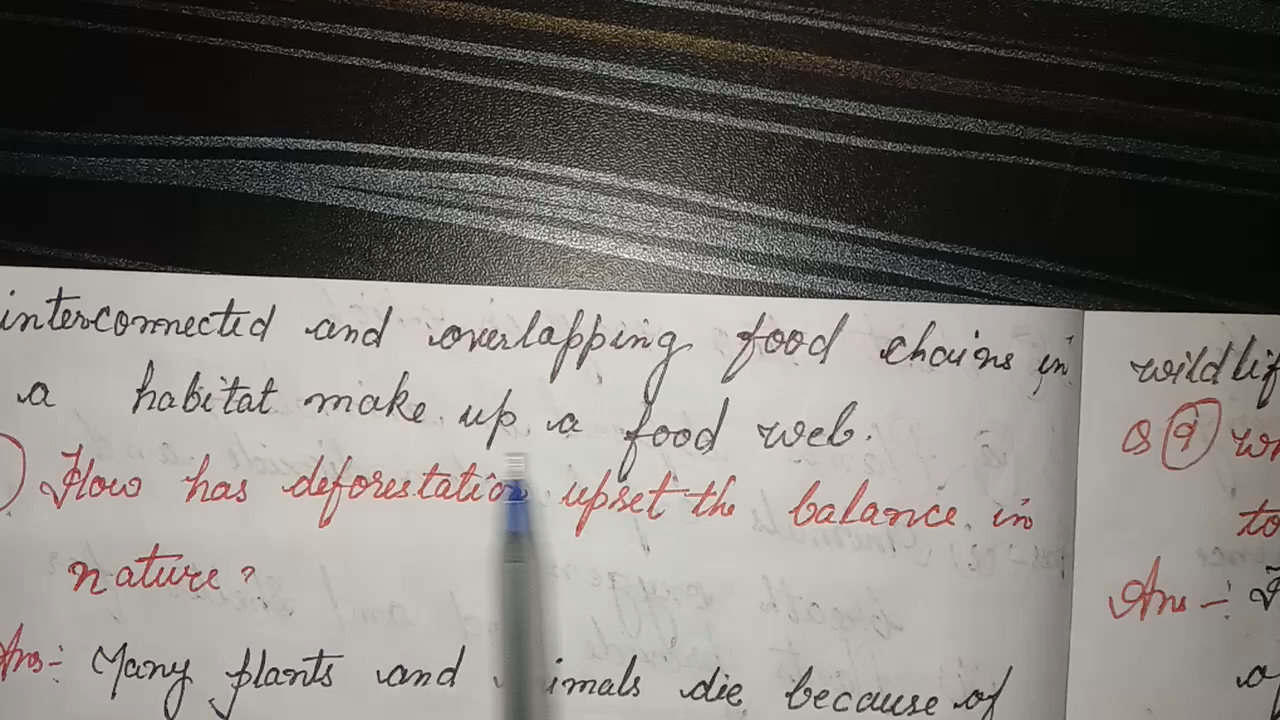 interconnected and overlapping food chains in
a habitat make up a food web.
How has deforestation upset the balance in
nature?
Ans:- Many plants and animals die because of
wildlif
Q 9
to
Ans :-